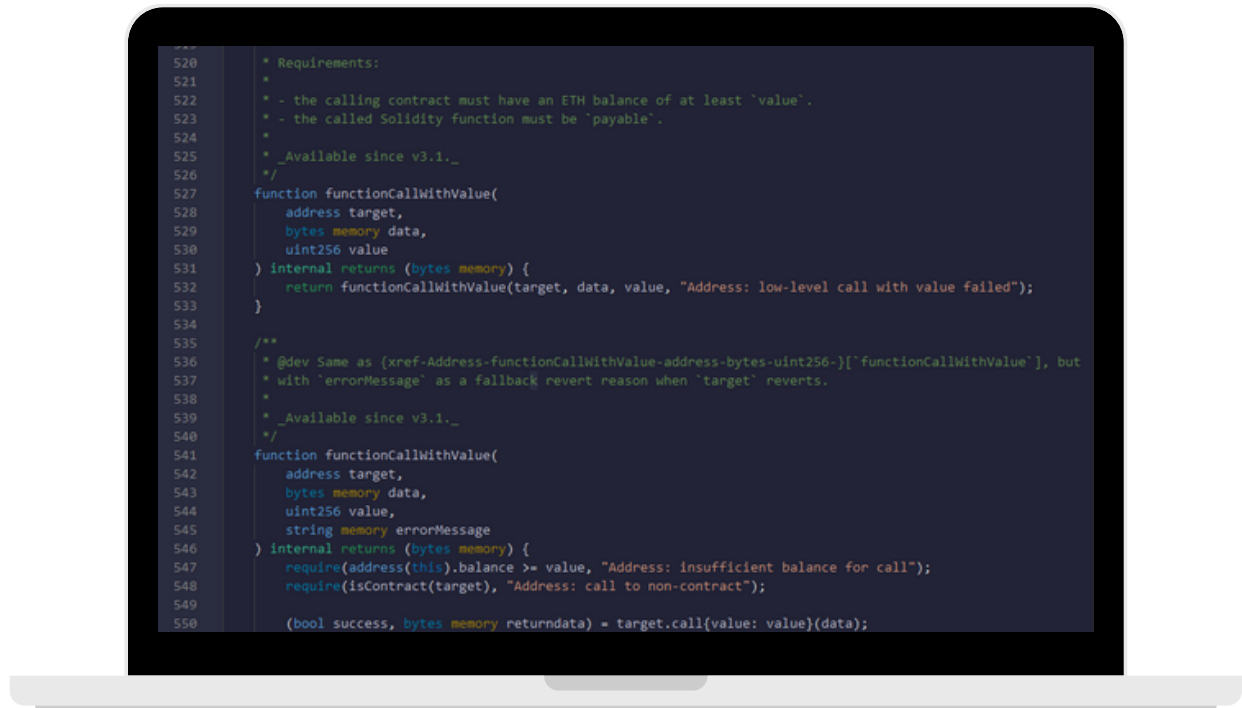 519
520 * Requirements:
521 *
522 * - the calling contract must have an ETH balance of at least `value`.
523 * - the called Solidity function must be `payable`.
524 *
525 * _Available since v3.1._
526 */
527 function functionCallWithValue(
528 address target,
529 bytes memory data,
530 uint256 value
531 ) internal returns (bytes memory) {
532 return functionCallWithValue(target, data, value, "Address: low-level call with value failed");
533 }
534
535 /**
536 * @dev Same as {xref-Address-functionCallWithValue-address-bytes-uint256-}[`functionCallWithValue`], but
537 * with `errorMessage` as a fallback revert reason when `target` reverts.
538 *
539 * _Available since v3.1._
540 */
541 function functionCallWithValue(
542 address target,
543 bytes memory data,
544 uint256 value,
545 string memory errorMessage
546 ) internal returns (bytes memory) {
547 require(address(this).balance >= value, "Address: insufficient balance for call");
548 require(isContract(target), "Address: call to non-contract");
549
550 (bool success, bytes memory returndata) = target.call{value: value}(data);